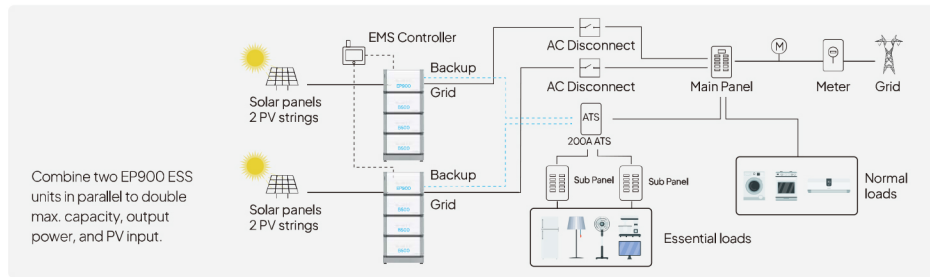 EMS Controller
AC Disconnect
Backup
Grid
Solar panels
2 PV strings
EP900
AC Disconnect
M
Main Panel
Meter
Grid
ATS
200A ATS
Backup
Grid
Solar panels
2 PV strings
EP900
Sub Panel
Sub Panel
Normal
loads
Essential loads
Combine two EP900 ESS
units in parallel to double
max. capacity, output
power, and PV input.